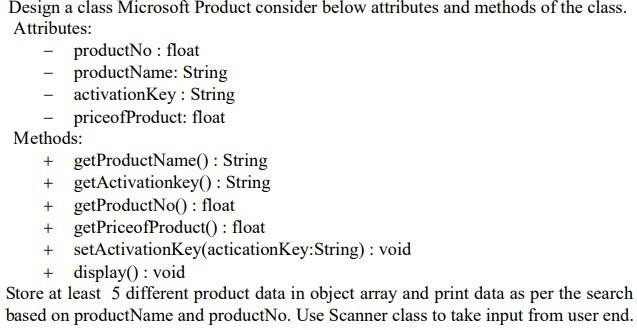 Design a class Microsoft Product consider below attributes and methods of the class.
Attributes:
− productNo : float
− productName: String
− activationKey : String
− priceofProduct: float
Methods:
+ getProductName() : String
+ getActivationkey() : String
+ getProductNo() : float
+ getPriceofProduct() : float
+ setActivationKey(acticationKey:String) : void
+ display() : void
Store at least 5 different product data in object array and print data as per the search
based on productName and productNo. Use Scanner class to take input from user end.